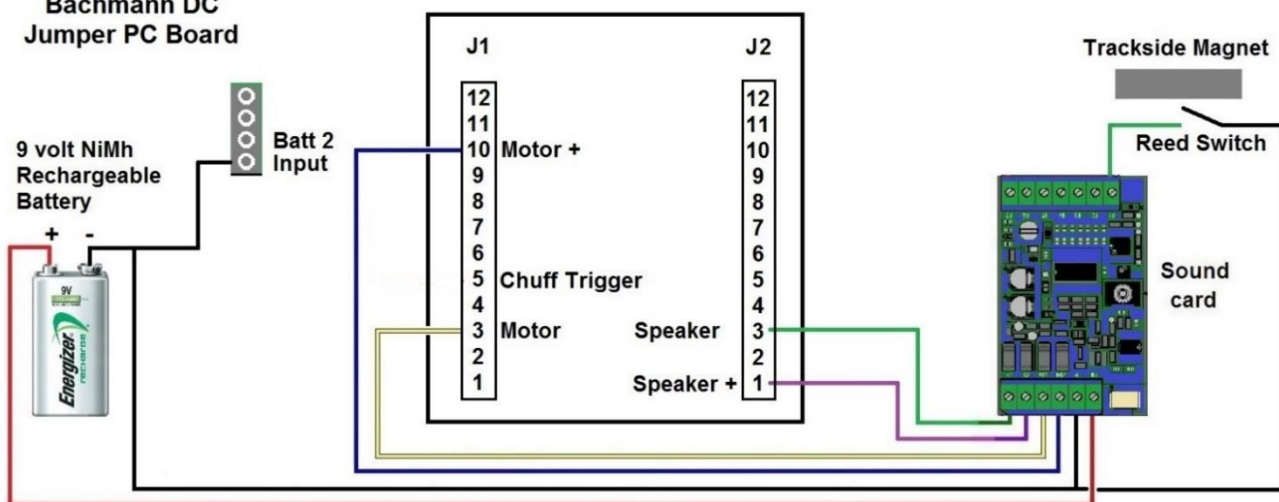 Bachmann DC
Jumper PC Board
J1
J2
Trackside Magnet
Reed Switch
9 volt NiMh
Rechargeable
Battery
+ -
Batt 2
Input
12
11
10 Motor +
9
8
7
6
5 Chuff Trigger
4
3 Motor
2
1
12
11
10
9
8
7
6
5
4
Speaker 3
2
Speaker + 1
Sound
card
9V
Energizer
recharge